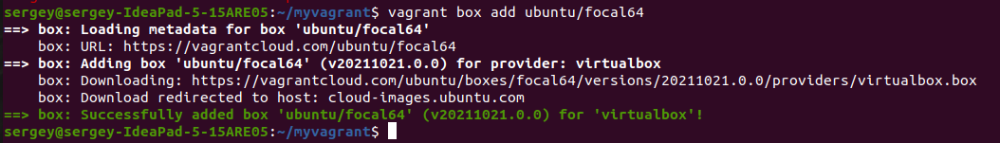 sergey@sergey-IdeaPad-5-15ARE05:~/myvagrant$ vagrant box add ubuntu/focal64
==> box: Loading metadata for box 'ubuntu/focal64'
    box: URL: https://vagrantcloud.com/ubuntu/focal64
==> box: Adding box 'ubuntu/focal64' (v20211021.0.0) for provider: virtualbox
    box: Downloading: https://vagrantcloud.com/ubuntu/boxes/focal64/versions/20211021.0.0/providers/virtualbox.box
    box: Download redirected to host: cloud-images.ubuntu.com
==> box: Successfully added box 'ubuntu/focal64' (v20211021.0.0) for 'virtualbox'!
sergey@sergey-IdeaPad-5-15ARE05:~/myvagrant$